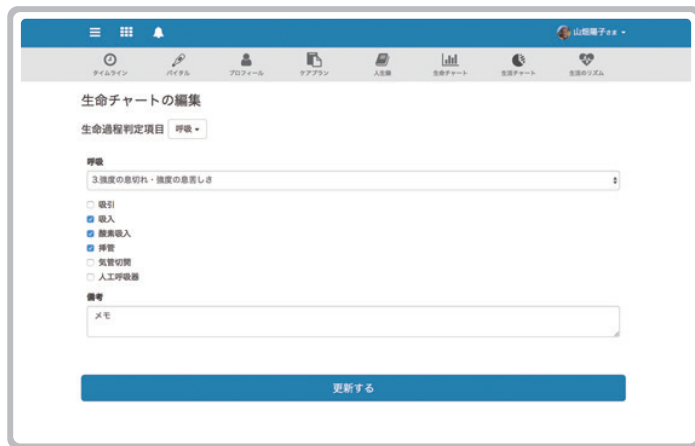 山畑陽子さま
タイムライン バイタル プロフィール ケアプラン 人生観 生命チャート 生活チャート 生活のリズム
生命チャートの編集
生命過程判定項目 呼吸
呼吸
3.強度の息切れ・強度の息苦しさ
吸引
吸入
酸素吸入
挿管
気管切開
人工呼吸器
備考
メモ
更新する